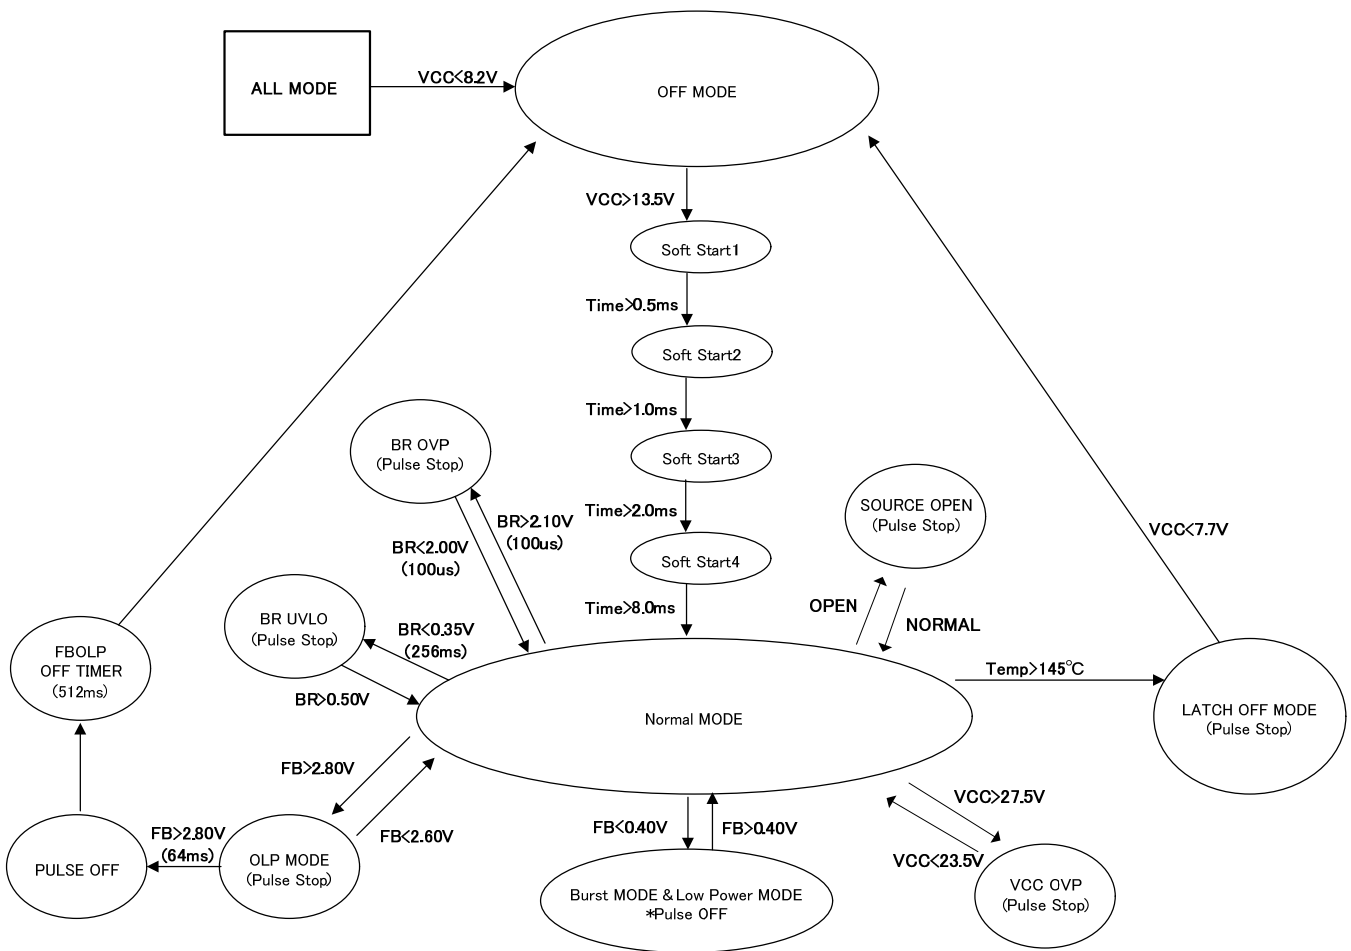 ALL MODE
VCC<8.2V
OFF MODE
VCC>13.5V
Soft Start1
Time>0.5ms
Soft Start2
Time>1.0ms
Soft Start3
Time>2.0ms
Soft Start4
Time>8.0ms
BR OVP
(Pulse Stop)
BR>2.10V
(100us)
BR<2.00V
(100us)
SOURCE OPEN
(Pulse Stop)
OPEN
NORMAL
VCC<7.7V
BR UVLO
(Pulse Stop)
BR<0.35V
(256ms)
BR>0.50V
FBOLP
OFF TIMER
(512ms)
Normal MODE
Temp>145℃
LATCH OFF MODE
(Pulse Stop)
FB>2.80V
FB<2.60V
FB>2.80V
(64ms)
PULSE OFF
OLP MODE
(Pulse Stop)
FB<0.40V
FB>0.40V
Burst MODE & Low Power MODE
*Pulse OFF
VCC>27.5V
VCC<23.5V
VCC OVP
(Pulse Stop)